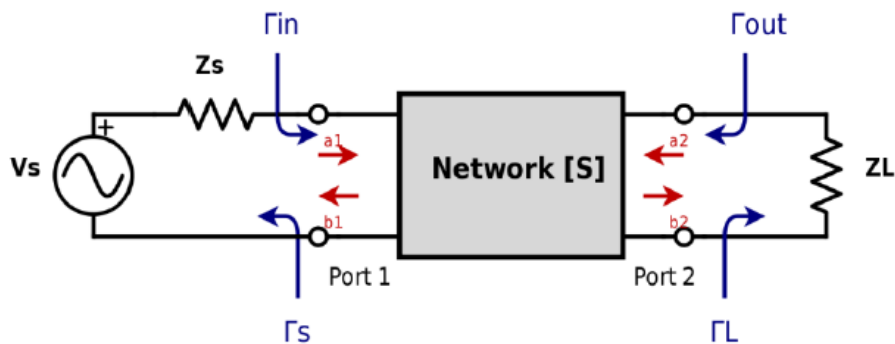 Γin
Γout
Zs
+
Vs
a1
a2
Network [S]
ZL
b1
b2
Port 1
Port 2
Γs
ΓL